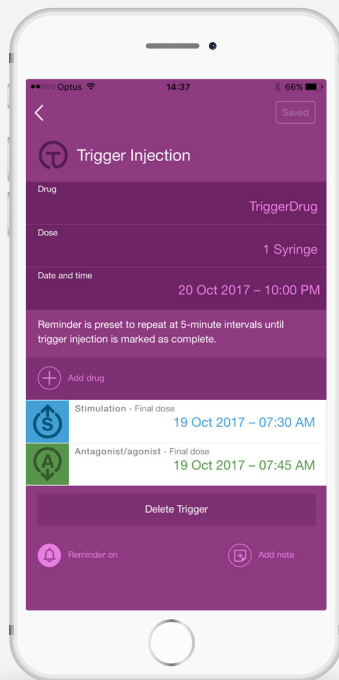 Optus 14:37 66%
Saved
T Trigger Injection
Drug
TriggerDrug
Dose
1 Syringe
Date and time
20 Oct 2017 – 10:00 PM
Reminder is preset to repeat at 5-minute intervals until
trigger injection is marked as complete.
Add drug
S Stimulation - Final dose
19 Oct 2017 – 07:30 AM
A Antagonist/agonist - Final dose
19 Oct 2017 – 07:45 AM
Delete Trigger
Reminder on Add note